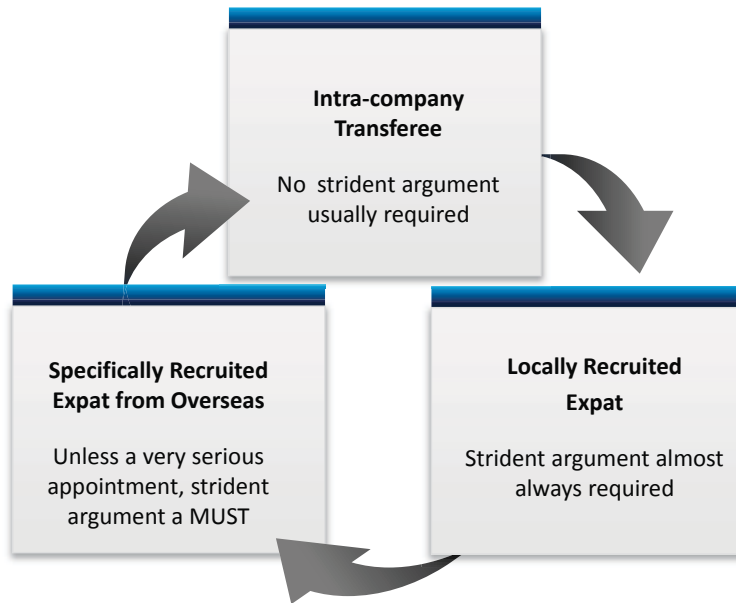 Intra-company
Transferee
No strident argument
usually required
Specifically Recruited
Expat from Overseas
Unless a very serious
appointment, strident
argument a MUST
Locally Recruited
Expat
Strident argument almost
always required